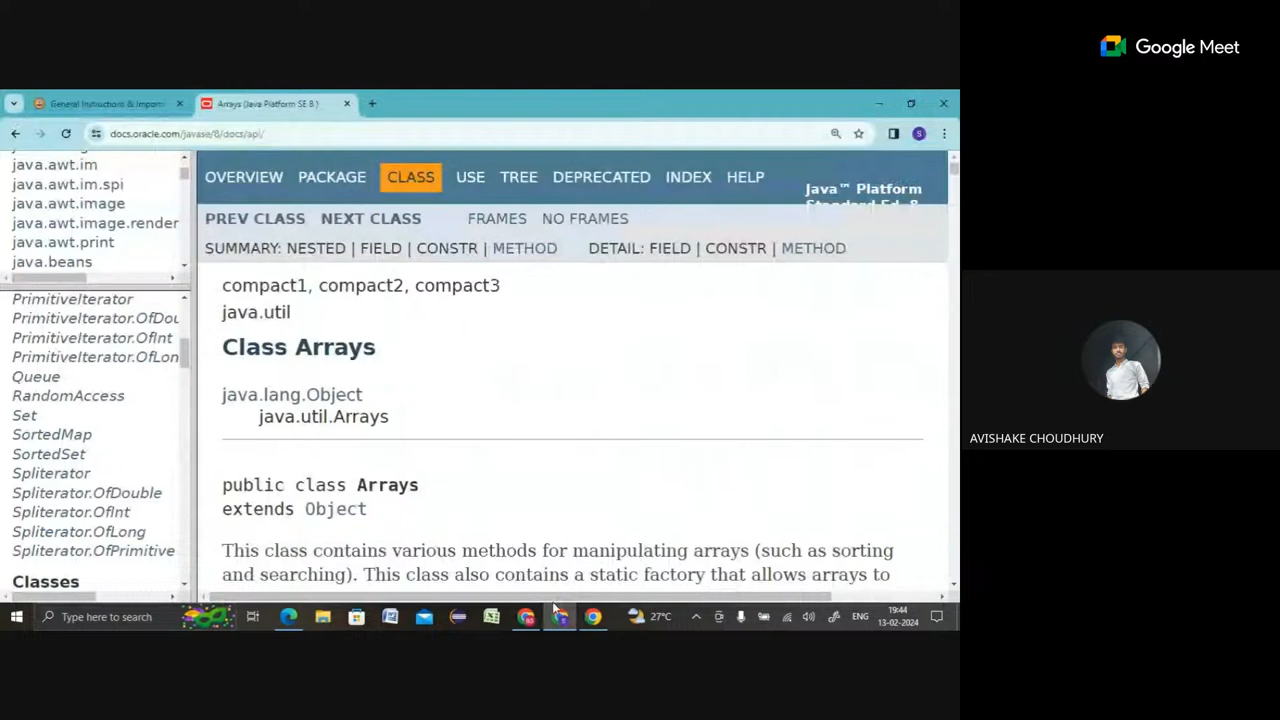 Google Meet
General Instructions & Impor
Arrays (Java Platform SE 8 )
docs.oracle.com/javase/8/docs/api/
java.awt.im
java.awt.im.spi
java.awt.image
java.awt.image.render
java.awt.print
java.beans
PrimitiveIterator
PrimitiveIterator.OfDou
PrimitiveIterator.OfInt
PrimitiveIterator.OfLon
Queue
RandomAccess
Set
SortedMap
SortedSet
Spliterator
Spliterator.OfDouble
Spliterator.OfInt
Spliterator.OfLong
Spliterator.OfPrimitive
Classes
OVERVIEW PACKAGE CLASS USE TREE DEPRECATED INDEX HELP
Java™ Platform
Standard Ed. 8
PREV CLASS NEXT CLASS FRAMES NO FRAMES
SUMMARY: NESTED | FIELD | CONSTR | METHOD DETAIL: FIELD | CONSTR | METHOD
compact1, compact2, compact3
java.util
Class Arrays
java.lang.Object
java.util.Arrays
public class Arrays
extends Object
This class contains various methods for manipulating arrays (such as sorting
and searching). This class also contains a static factory that allows arrays to
Type here to search
27°C
ENG
19:44
13-02-2024
S
AVISHAKE CHOUDHURY